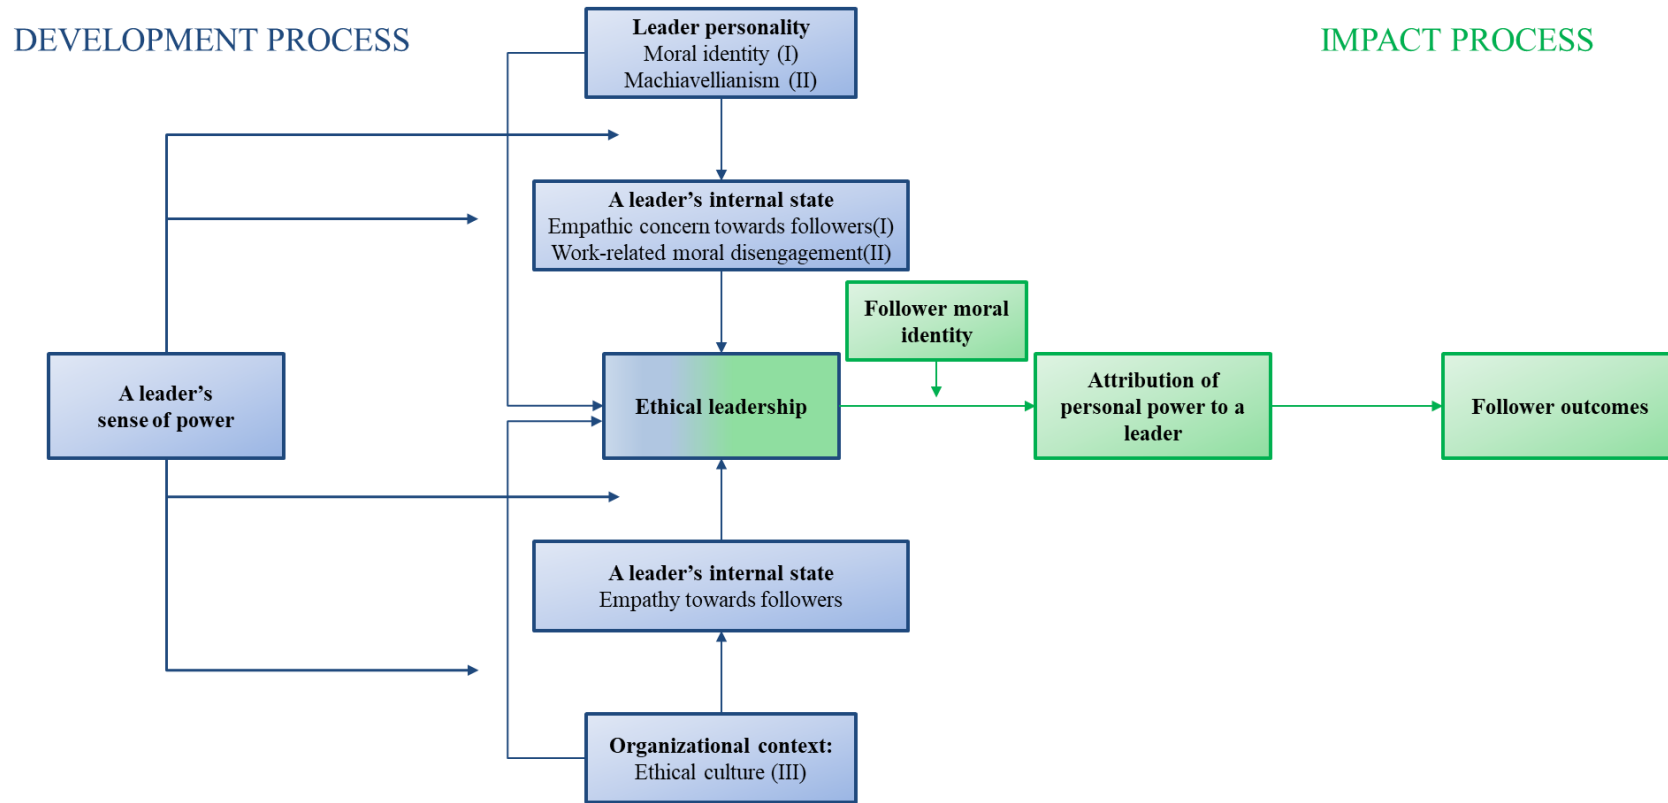 DEVELOPMENT PROCESS
IMPACT PROCESS
Leader personality
Moral identity (I)
Machiavellianism (II)
A leader's internal state
Empathic concern towards followers(I)
Work-related moral disengagement(II)
Follower moral
identity
A leader's
sense of power
Ethical leadership
Attribution of
personal power to a
leader
Follower outcomes
A leader's internal state
Empathy towards followers
Organizational context:
Ethical culture (III)